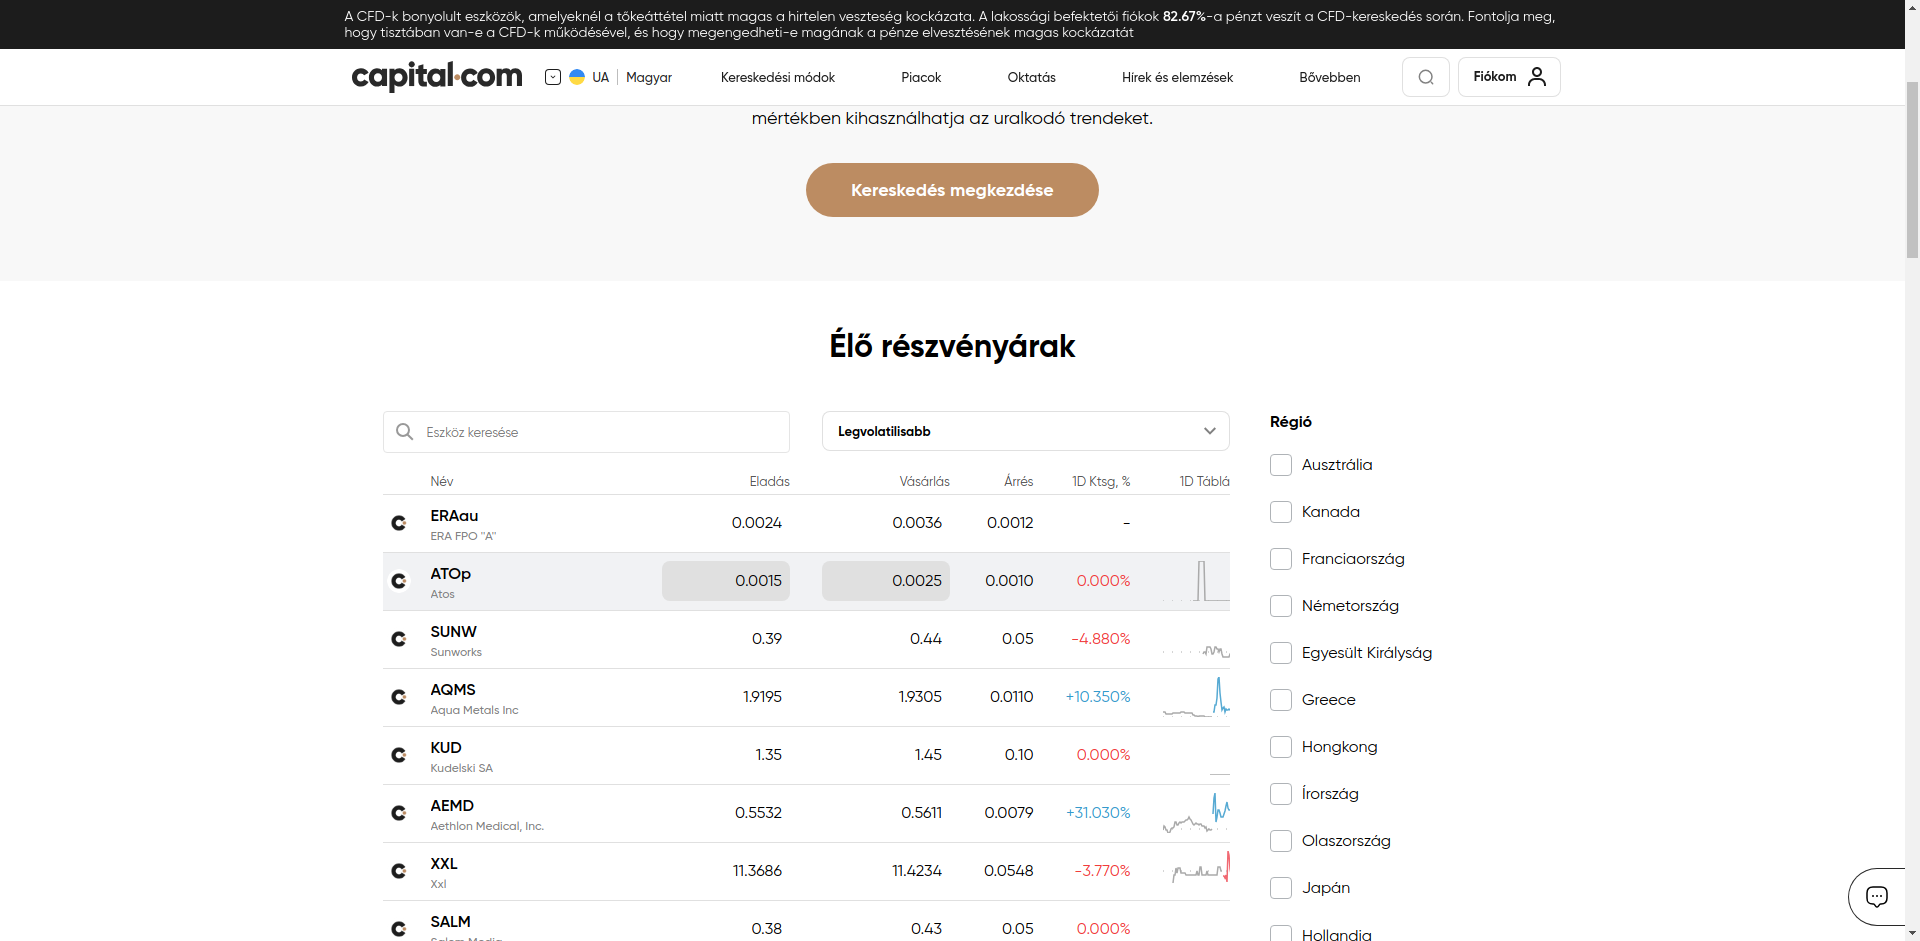 A CFD-k bonyolult eszközök, amelyeknél a tőkeáttétel miatt magas a hirtelen veszteség kockázata. A lakossági befektetői fiókok 82.67%-a pénzt veszít a CFD-kereskedés során. Fontolja meg,
hogy tisztában van-e a CFD-k működésével, és hogy megengedheti-e magának a pénze elvesztésének magas kockázatát
capital.com UA Magyar Kereskedési módok Piacok Oktatás Hírek és elemzések Bővebben Fiókom
mértékben kihasználhatja az uralkodó trendeket.
Kereskedés megkezdése
Élő részvényárak
Eszköz keresése
Legvolatilisabb
Név Eladás Vásárlás Árrés 1D Ktsg, % 1D Táblá
ERAau 0.0024 0.0036 0.0012 -
ERA FPO "A"
ATOp 0.0015 0.0025 0.0010 0.000%
Atos
SUNW 0.39 0.44 0.05 -4.880%
Sunworks
AQMS 1.9195 1.9305 0.0110 +10.350%
Aqua Metals Inc
KUD 1.35 1.45 0.10 0.000%
Kudelski SA
AEMD 0.5532 0.5611 0.0079 +31.030%
Aethlon Medical, Inc.
XXL 11.3686 11.4234 0.0548 -3.770%
Xxl
SALM 0.38 0.43 0.05 0.000%
Salem Media
Régió
Ausztrália
Kanada
Franciaország
Németország
Egyesült Királyság
Greece
Hongkong
Írország
Olaszország
Japán
Hollandia